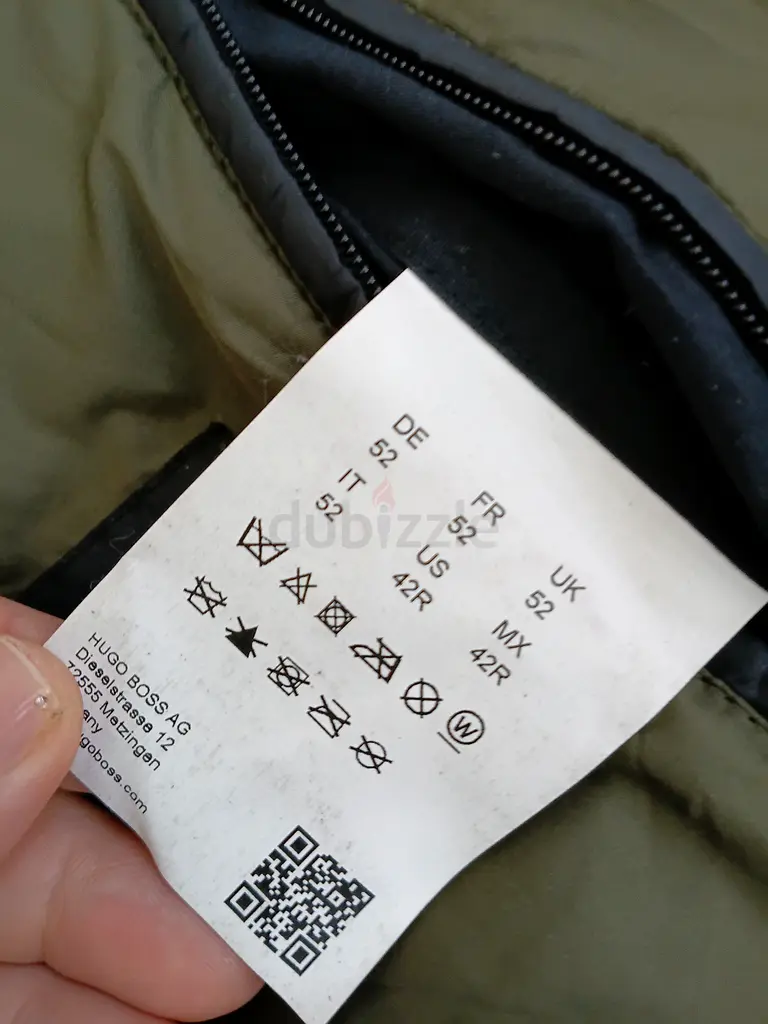 DE FR UK
52 52 52
IT US MX
52 42R 42R
W
HUGO BOSS AG
Dieselstrasse 12
72555 Metzingen
dubizzle